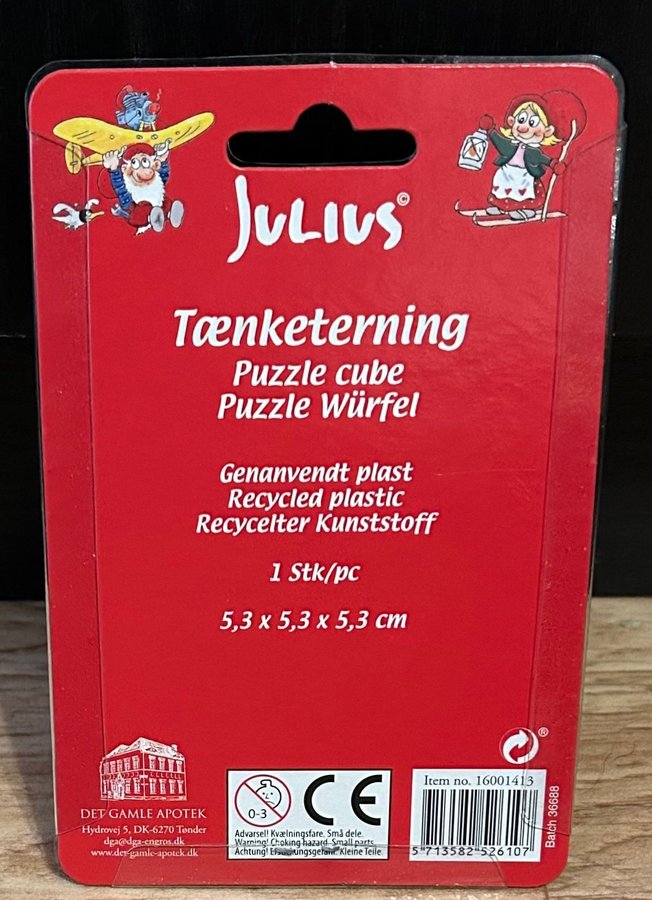 JULIUS©
Tænketerning
Puzzle cube
Puzzle Würfel
Genanvendt plast
Recycled plastic
Recycelter Kunststoff
1 Stk/pc
5,3 x 5,3 x 5,3 cm
DET GAMLE APOTEK
Hydrovej 5, DK-6270 Tønder
dga@dga-engros.dk
www.det-gamle-apotek.dk
0-3
CE
Advarsel! Kvælningsfare. Små dele.
Warning! Choking hazard. Small parts.
Achtung! Erstickungsgefahr. Kleine Teile.
®
Item no. 16001413
5 713582 526107
Batch 36688